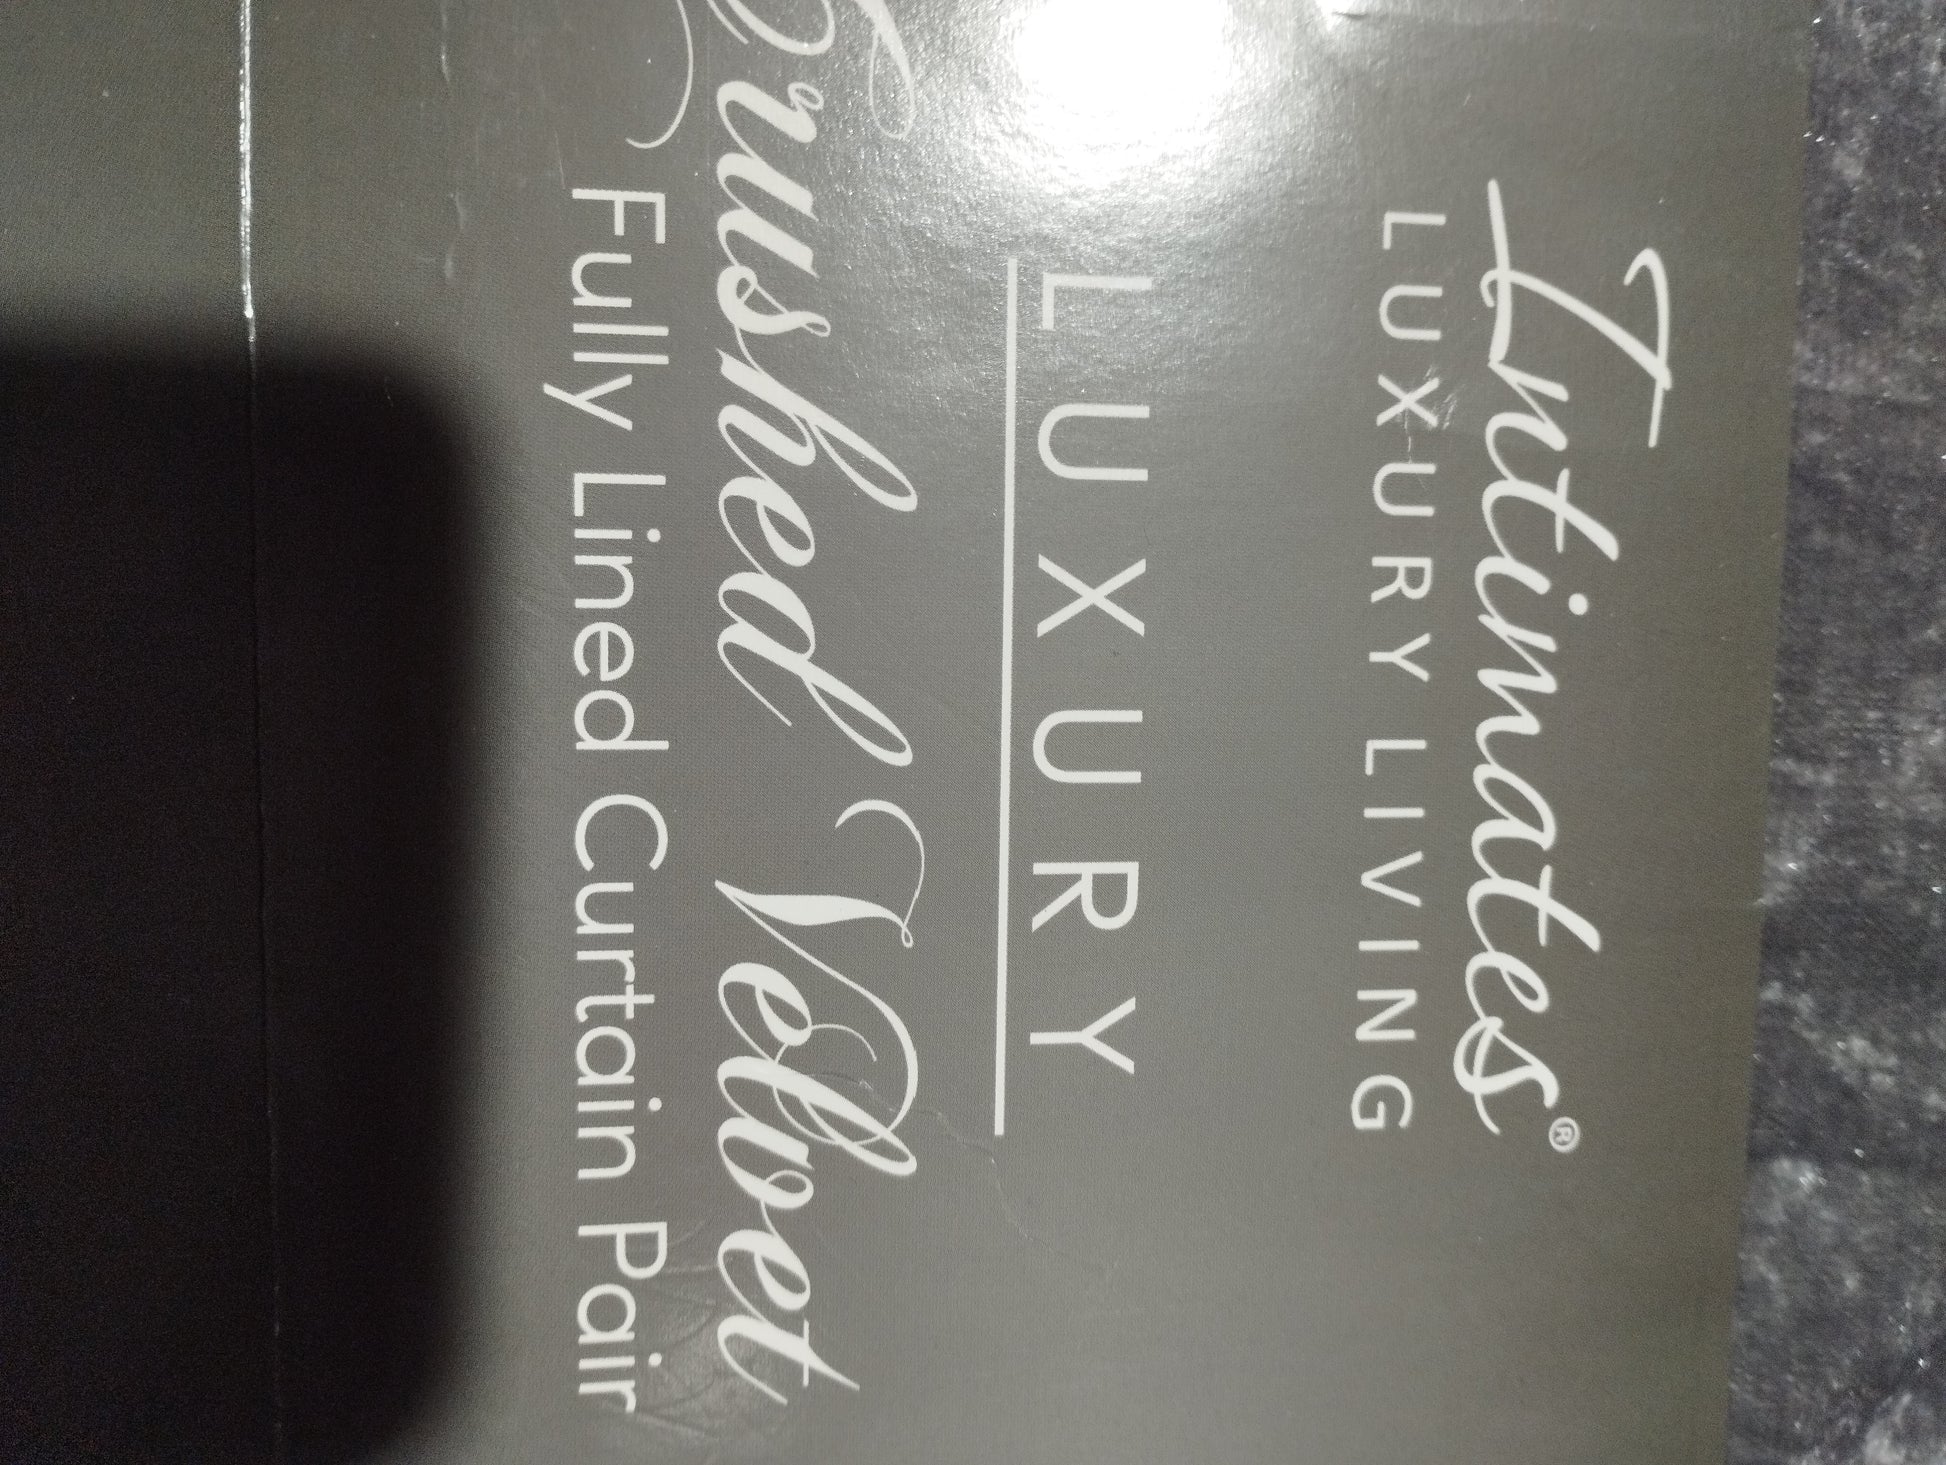 Intimates®
LUXURY LIVING
LUXURY
Crushed Velvet
Fully Lined Curtain Pair